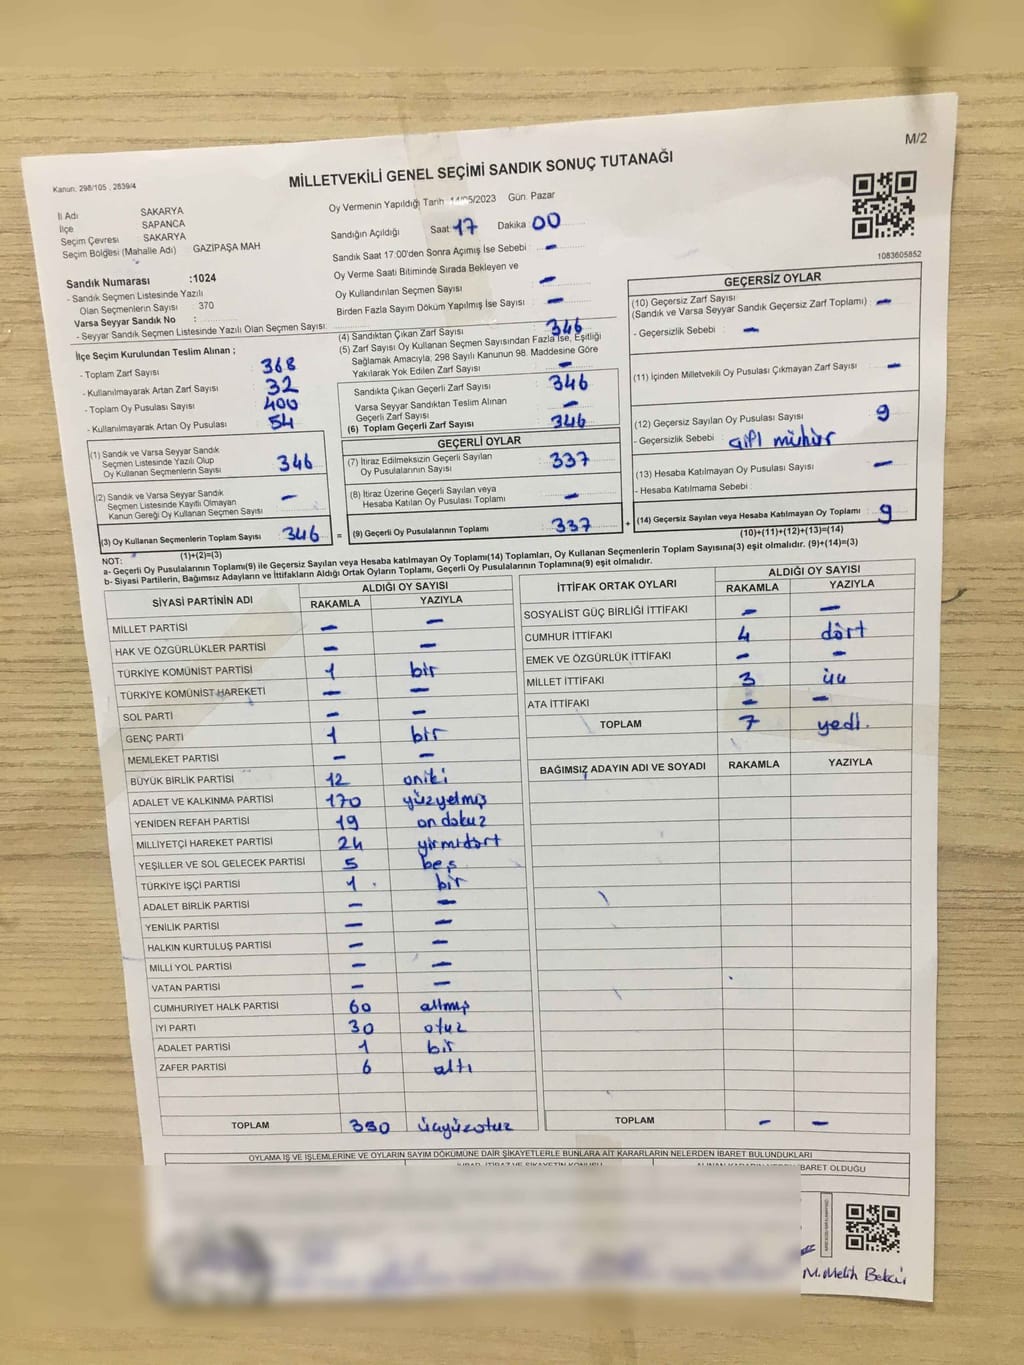 M/2
Kanun. 298/105 , 2839/4
MİLLETVEKİLİ GENEL SEÇİMİ SANDIK SONUÇ TUTANAĞI
İl Adı SAKARYA
İlçe SAPANCA
Seçim Çevresi SAKARYA
Seçim Bölgesi (Mahalle Adı) GAZİPAŞA MAH
Sandık Numarası :1024
- Sandık Seçmen Listesinde Yazılı
Olan Seçmenlerin Sayısı : 370
Varsa Seyyar Sandık No :
- Seyyar Sandık Seçmen Listesinde Yazılı Olan Seçmen Sayısı:
Oy Vermenin Yapıldığı Tarih 14/05/2023 Gün: Pazar
Sandığın Açıldığı Saat 17 Dakika 00
Sandık Saat 17:00'den Sonra Açımış İse Sebebi : –
Oy Verme Saati Bitiminde Sırada Bekleyen ve
Oy Kullandırılan Seçmen Sayısı : –
Birden Fazla Sayım Döküm Yapılmış İse Sayısı : –
1083605852
İlçe Seçim Kurulundan Teslim Alınan ;
- Toplam Zarf Sayısı : 368
- Kullanılmayarak Artan Zarf Sayısı : 32
- Toplam Oy Pusulası Sayısı : 400
- Kullanılmayarak Artan Oy Pusulası : 54
(1) Sandık ve Varsa Seyyar Sandık
Seçmen Listesinde Yazılı Olup
Oy Kullanan Seçmenlerin Sayısı : 346
(2) Sandık ve Varsa Seyyar Sandık
Seçmen Listesinde Kayıtlı Olmayan
Kanun Gereği Oy Kullanan Seçmen Sayısı : –
(3) Oy Kullanan Seçmenlerin Toplam Sayısı : 346
(1)+(2)=(3)
(4) Sandıktan Çıkan Zarf Sayısı : 346
(5) Zarf Sayısı Oy Kullanan Seçmen Sayısından Fazla İse, Eşitliği
Sağlamak Amacıyla; 298 Sayılı Kanunun 98. Maddesine Göre
Yakılarak Yok Edilen Zarf Sayısı : –
Sandıkta Çıkan Geçerli Zarf Sayısı : 346
Varsa Seyyar Sandıktan Teslim Alınan
Geçerli Zarf Sayısı : –
(6) Toplam Geçerli Zarf Sayısı : 346
GEÇERLİ OYLAR
(7) İtiraz Edilmeksizin Geçerli Sayılan
Oy Pusulalarının Sayısı : 337
(8) İtiraz Üzerine Geçerli Sayılan veya
Hesaba Katılan Oy Pusulası Toplamı : –
= (9) Geçerli Oy Pusulalarının Toplamı : 337 +
GEÇERSİZ OYLAR
(10) Geçersiz Zarf Sayısı
(Sandık ve Varsa Seyyar Sandık Geçersiz Zarf Toplamı) : –
- Geçersizlik Sebebi : –
(11) İçinden Milletvekili Oy Pusulası Çıkmayan Zarf Sayısı : –
(12) Geçersiz Sayılan Oy Pusulası Sayısı : 9
- Geçersizlik Sebebi : çift mühür
(13) Hesaba Katılmayan Oy Pusulası Sayısı : –
- Hesaba Katılmama Sebebi :
(14) Geçersiz Sayılan veya Hesaba Katılmayan Oy Toplamı : 9
(10)+(11)+(12)+(13)=(14)
NOT:
a- Geçerli Oy Pusulalarının Toplamı(9) ile Geçersiz Sayılan veya Hesaba katılmayan Oy Toplamı(14) Toplamları, Oy Kullanan Seçmenlerin Toplam Sayısına(3) eşit olmalıdır. (9)+(14)=(3)
b- Siyasi Partilerin, Bağımsız Adayların ve İttifakların Aldığı Ortak Oyların Toplamı, Geçerli Oy Pusulalarının Toplamına(9) eşit olmalıdır.
SİYASİ PARTİNİN ADI ALDIĞI OY SAYISI
RAKAMLA YAZIYLA
MİLLET PARTİSİ – –
HAK VE ÖZGÜRLÜKLER PARTİSİ – –
TÜRKİYE KOMÜNİST PARTİSİ 1 bir
TÜRKİYE KOMÜNİST HAREKETİ – –
SOL PARTİ – –
GENÇ PARTİ 1 bir
MEMLEKET PARTİSİ – –
BÜYÜK BİRLİK PARTİSİ 12 oniki
ADALET VE KALKINMA PARTİSİ 170 yüzyetmiş
YENİDEN REFAH PARTİSİ 19 on dokuz
MİLLİYETÇİ HAREKET PARTİSİ 24 yirmidört
YEŞİLLER VE SOL GELECEK PARTİSİ 5 beş
TÜRKİYE İŞÇİ PARTİSİ 1 bir
ADALET BİRLİK PARTİSİ – –
YENİLİK PARTİSİ – –
HALKIN KURTULUŞ PARTİSİ – –
MİLLİ YOL PARTİSİ – –
VATAN PARTİSİ – –
CUMHURİYET HALK PARTİSİ 60 altmış
İYİ PARTİ 30 otuz
ADALET PARTİSİ 1 bir
ZAFER PARTİSİ 6 altı
TOPLAM 330 üçyüzotuz
İTTİFAK ORTAK OYLARI ALDIĞI OY SAYISI
RAKAMLA YAZIYLA
SOSYALİST GÜÇ BİRLİĞİ İTTİFAKI – –
CUMHUR İTTİFAKI 4 dört
EMEK VE ÖZGÜRLÜK İTTİFAKI – –
MİLLET İTTİFAKI 3 üç
ATA İTTİFAKI – –
TOPLAM 7 yedi.
BAĞIMSIZ ADAYIN ADI VE SOYADI RAKAMLA YAZIYLA
TOPLAM – –
OYLAMA İŞ VE İŞLEMLERİNE VE OYLARIN SAYIM DÖKÜMÜNE DAİR ŞİKAYETLERLE BUNLARA AİT KARARLARIN NELERDEN İBARET BULUNDUKLARI
İBARET OLDUĞU
M. Melih